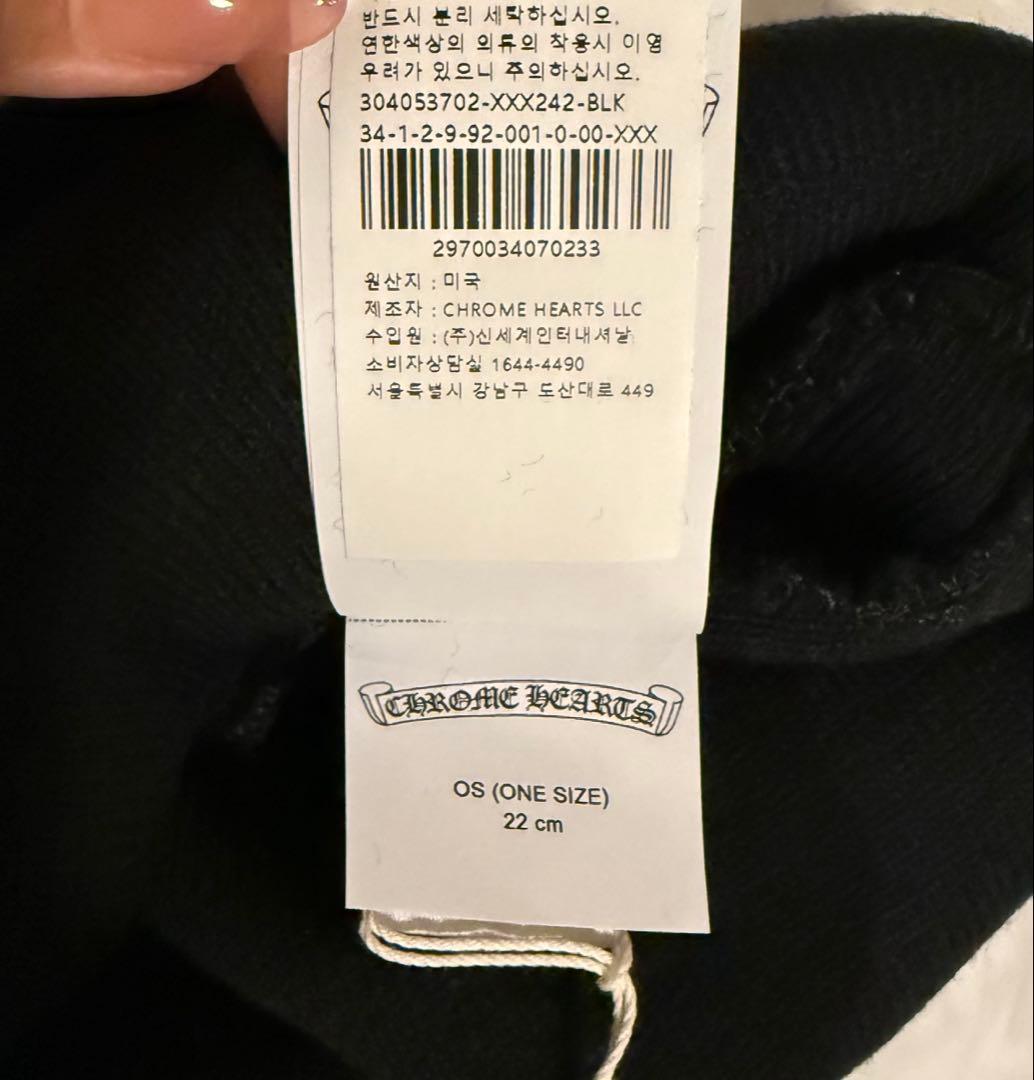 반드시 분리 세탁하십시오.
연한색상의 의류의 착용시 이염
우려가 있으니 주의하십시오.
304053702-XXX242-BLK
34-1-2-9-92-001-0-00-XXX
2970034070233
원산지 : 미국
제조자 : CHROME HEARTS LLC
수입원 : (주)신세계인터내셔날
소비자상담실 1644-4490
서울특별시 강남구 도산대로 449
CHROME HEARTS
OS (ONE SIZE)
22 cm